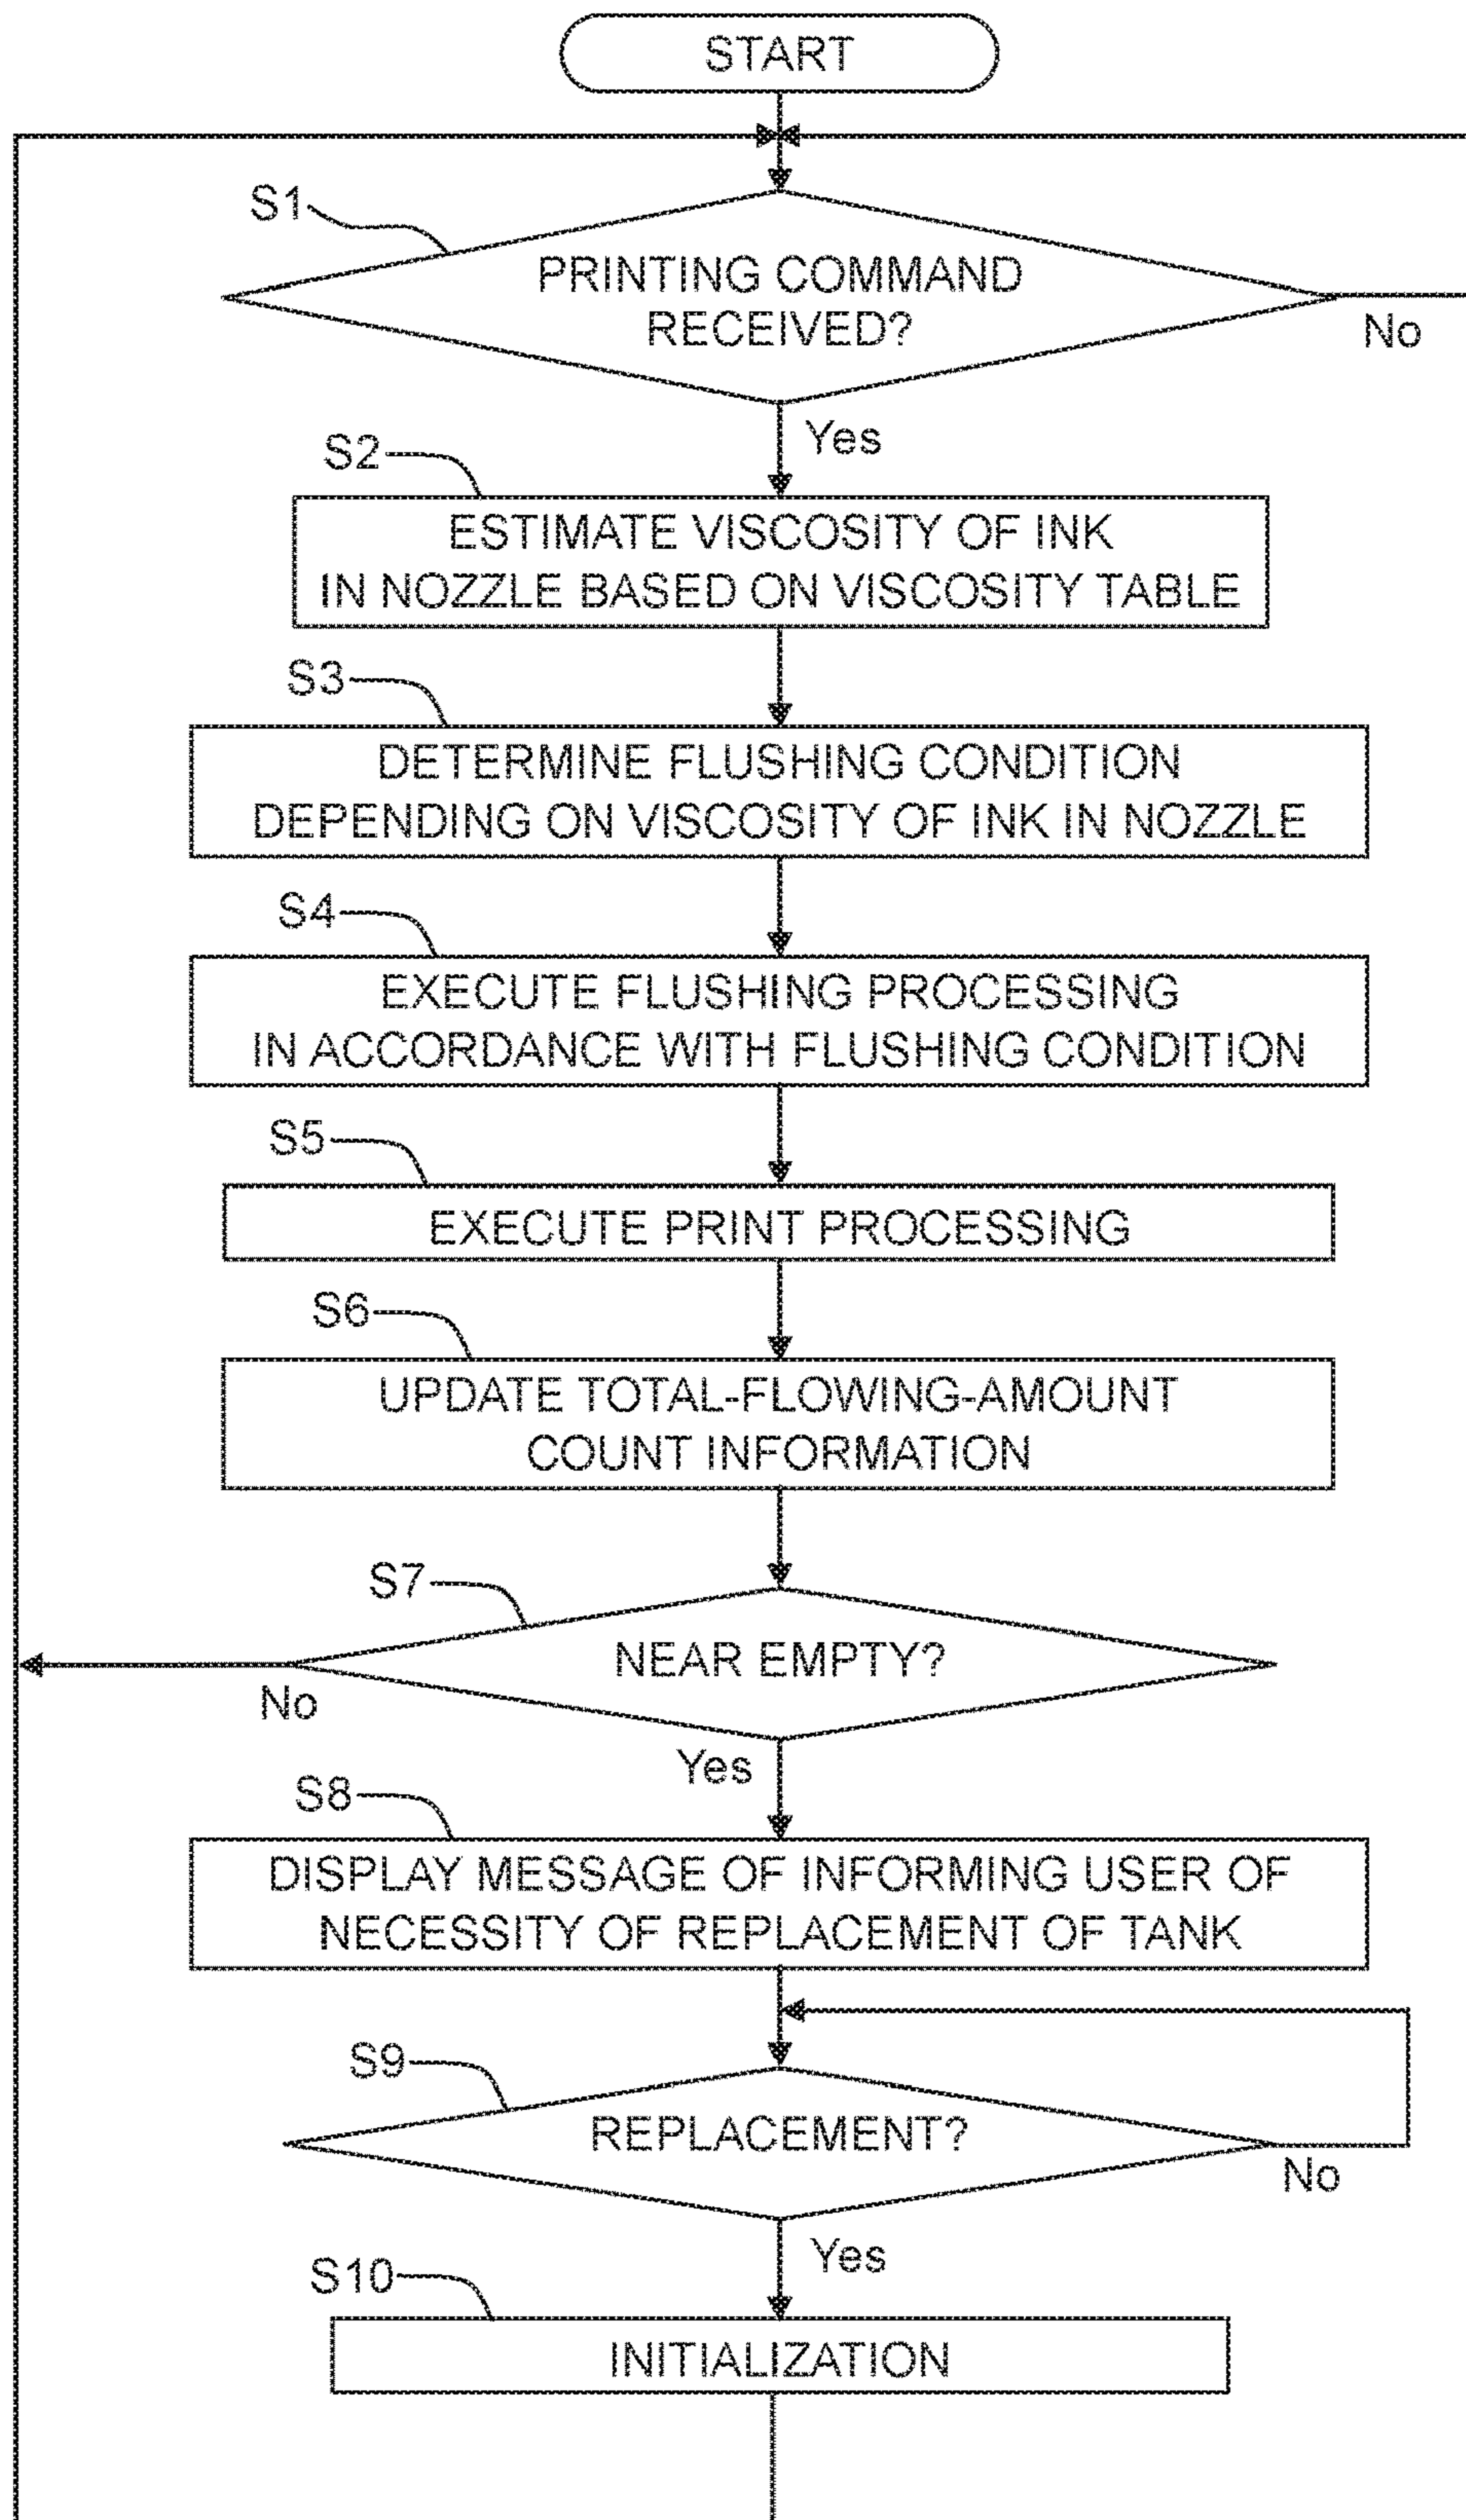 START
S1
PRINTING COMMAND
RECEIVED?
No
Yes
S2
ESTIMATE VISCOSITY OF INK
IN NOZZLE BASED ON VISCOSITY TABLE
S3
DETERMINE FLUSHING CONDITION
DEPENDING ON VISCOSITY OF INK IN NOZZLE
S4
EXECUTE FLUSHING PROCESSING
IN ACCORDANCE WITH FLUSHING CONDITION
S5
EXECUTE PRINT PROCESSING
S6
UPDATE TOTAL-FLOWING-AMOUNT
COUNT INFORMATION
S7
NEAR EMPTY?
No
Yes
S8
DISPLAY MESSAGE OF INFORMING USER OF
NECESSITY OF REPLACEMENT OF TANK
S9
REPLACEMENT?
No
Yes
S10
INITIALIZATION